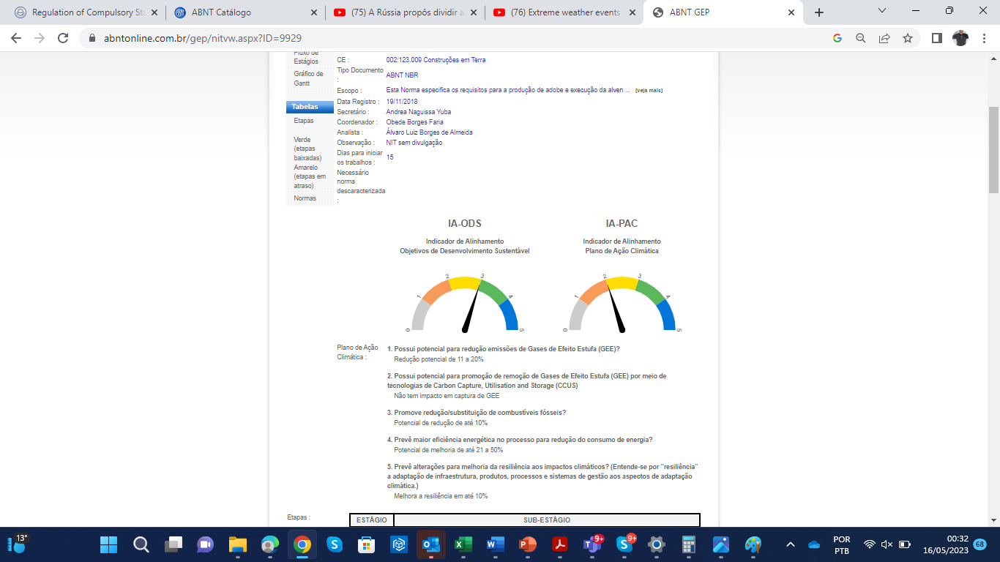 Regulation of Compulsory Sta
ABNT Catálogo
(75) A Rússia propôs dividir a
(76) Extreme weather events
ABNT GEP
abntonline.com.br/gep/nitvw.aspx?ID=9929
Fluxo de
Estágios
Gráfico de
Gantt
Tabelas
Etapas
Verde
(etapas
baixadas)
Amarelo
(etapas em
atraso)
Normas
CE : 002:123.009 Construções em Terra
Tipo Documento
: ABNT NBR
Escopo : Esta Norma especifica os requisitos para a produção de adobe e execução da alven ... [veja mais]
Data Registro : 19/11/2018
Secretário : Andrea Naguissa Yuba
Coordenador : Obede Borges Faria
Analista : Álvaro Luiz Borges de Almeida
Observação : NIT sem divulgação
Dias para iniciar
os trabalhos : 15
Necessário
norma
descaracterizada
:
IA-ODS
Indicador de Alinhamento
Objetivos de Desenvolvimento Sustentável
0 1 2 3 4 5
IA-PAC
Indicador de Alinhamento
Plano de Ação Climática
0 1 2 3 4 5
Plano de Ação
Climática :
1. Possui potencial para redução emissões de Gases de Efeito Estufa (GEE)?
Redução potencial de 11 a 20%
2. Possui potencial para promoção de remoção de Gases de Efeito Estufa (GEE) por meio de
tecnologias de Carbon Capture, Utilisation and Storage (CCUS)
Não tem impacto em captura de GEE
3. Promove redução/substituição de combustíveis fósseis?
Potencial de redução de até 10%
4. Prevê maior eficiência energética no processo para redução do consumo de energia?
Potencial de melhoria de até 21 a 50%
5. Prevê alterações para melhoria da resiliência aos impactos climáticos? (Entende-se por "resiliência"
a adaptação de infraestrutura, produtos, processos e sistemas de gestão aos aspectos de adaptação
climática.)
Melhora a resiliência em até 10%
Etapas :
ESTÁGIO SUB-ESTÁGIO
13°
9+
9+
POR
PTB
00:32
16/05/2023
68